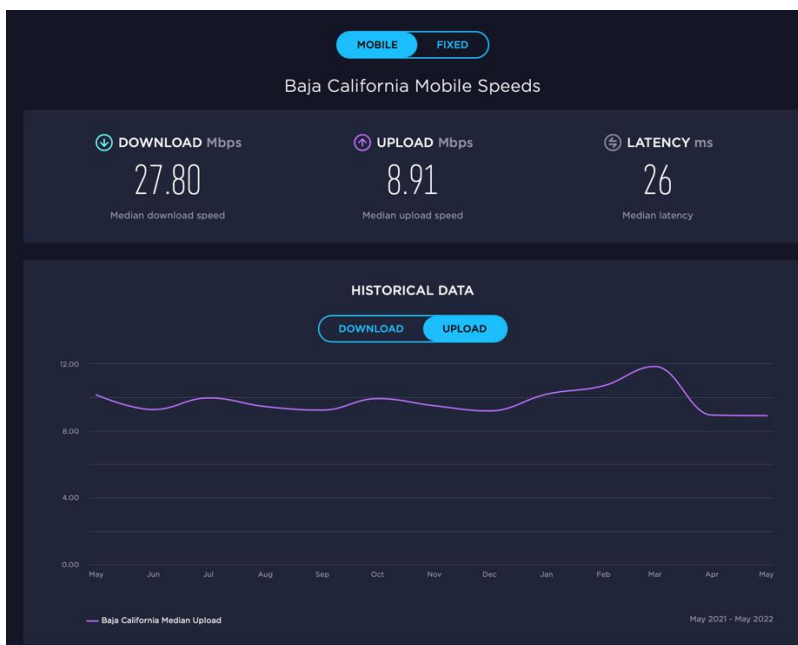 MOBILE FIXED
Baja California Mobile Speeds
DOWNLOAD Mbps UPLOAD Mbps LATENCY ms
27.80 8.91 26
Median download speed Median upload speed Median latency
HISTORICAL DATA
DOWNLOAD UPLOAD
12.00
8.00
4.00
0.00
May Jun Jul Aug Sep Oct Nov Dec Jan Feb Mar Apr May
Baja California Median Upload May 2021 - May 2022